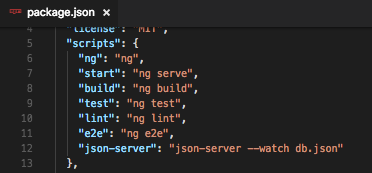 package.json ×
4 "license": "MIT",
5 "scripts": {
6 "ng": "ng",
7 "start": "ng serve",
8 "build": "ng build",
9 "test": "ng test",
10 "lint": "ng lint",
11 "e2e": "ng e2e",
12 "json-server": "json-server --watch db.json"
13 },